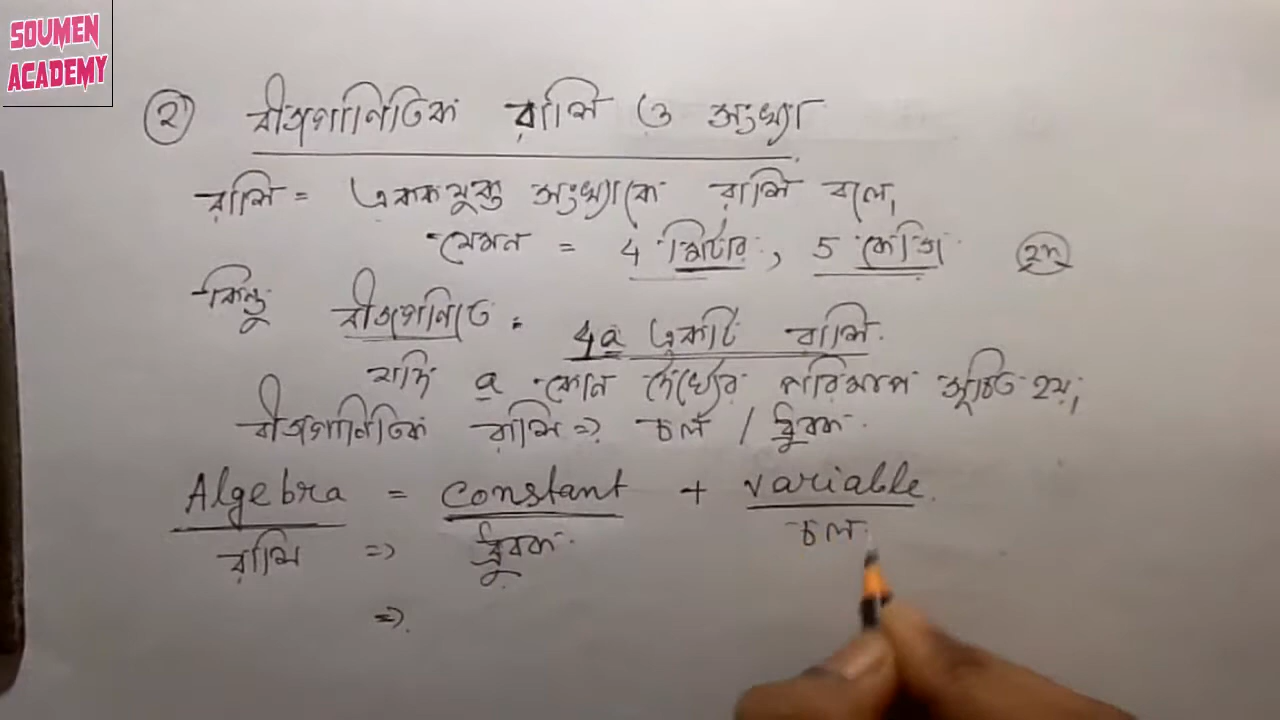 SOUMEN
ACADEMY
২ বীজগাণিতিক রাশি ও সংখ্যা
রাশি = এককযুক্ত সংখ্যাকে রাশি বলে,
যেমন = 4 মিটার, 5 কেজি
কিন্তু বীজগণিতে : 4a একটি রাশি.
যদি a কোন দৈর্ঘ্যের পরিমাপ সূচিত হয়,
বীজগাণিতিক রাশি => চল / ধ্রুবক.
Algebra = Constant + variable.
রাশি => ধ্রুবক. চল.
=>.